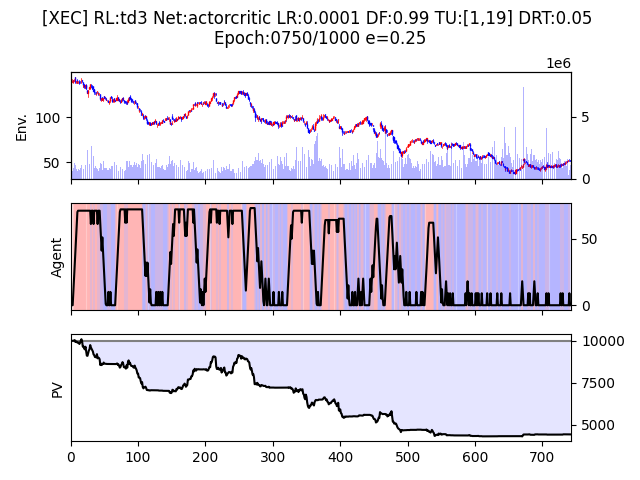 [XEC] RL:td3 Net:actorcritic LR:0.0001 DF:0.99 TU:[1,19] DRT:0.05
Epoch:0750/1000 e=0.25
1e6
Env.
100
50
5
0
Agent
50
0
PV
10000
7500
5000
0 100 200 300 400 500 600 700